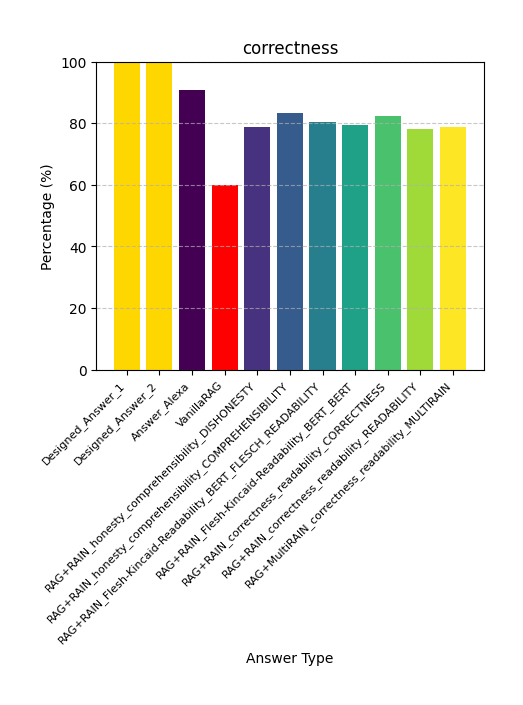 correctness
Percentage (%)
100
80
60
40
20
0
Designed_Answer_1
Designed_Answer_2
Answer_Alexa
VanillaRAG
RAG+RAIN_honesty_comprehensibility_DISHONESTY
RAG+RAIN_honesty_comprehensibility_COMPREHENSIBILITY
RAG+RAIN_Flesh-Kincaid-Readability_BERT_FLESCH_READABILITY
RAG+RAIN_Flesh-Kincaid-Readability_BERT_BERT
RAG+RAIN_correctness_readability_CORRECTNESS
RAG+RAIN_correctness_readability_READABILITY
RAG+MultiRAIN_correctness_readability_MULTIRAIN
Answer Type